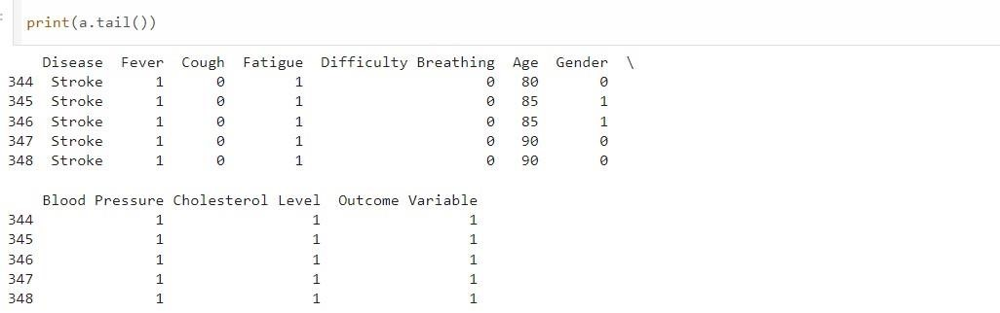 print(a.tail())
Disease Fever Cough Fatigue Difficulty Breathing Age Gender \
344 Stroke 1 0 1 0 80 0
345 Stroke 1 0 1 0 85 1
346 Stroke 1 0 1 0 85 1
347 Stroke 1 0 1 0 90 0
348 Stroke 1 0 1 0 90 0
Blood Pressure Cholesterol Level Outcome Variable
344 1 1 1
345 1 1 1
346 1 1 1
347 1 1 1
348 1 1 1